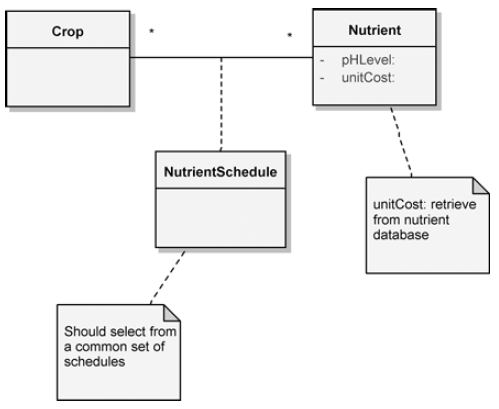 Crop
*
*
Nutrient
- pHLevel:
- unitCost:
NutrientSchedule
unitCost: retrieve
from nutrient
database
Should select from
a common set of
schedules